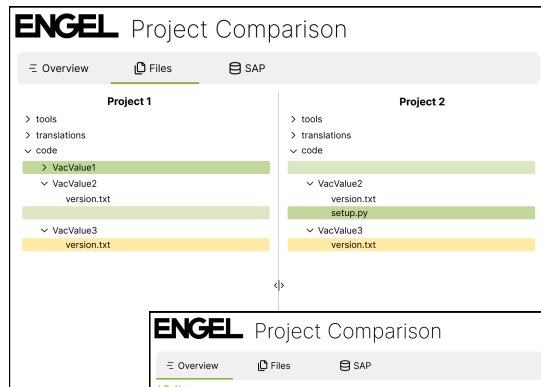 ENGEL Project Comparison
Overview Files SAP
Project 1 Project 2
tools tools
translations translations
code code
VacValue1
VacValue2 VacValue2
version.txt version.txt
setup.py
VacValue3 VacValue3
version.txt version.txt
ENGEL Project Comparison
Overview Files SAP